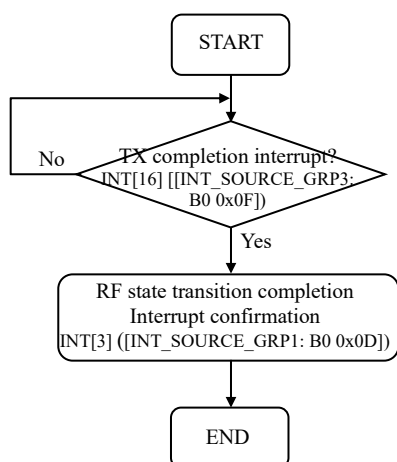 START
No
TX completion interrupt?
INT[16] [[INT_SOURCE_GRP3:
B0 0x0F])
Yes
RF state transition completion
Interrupt confirmation
INT[3] ([INT_SOURCE_GRP1: B0 0x0D])
END